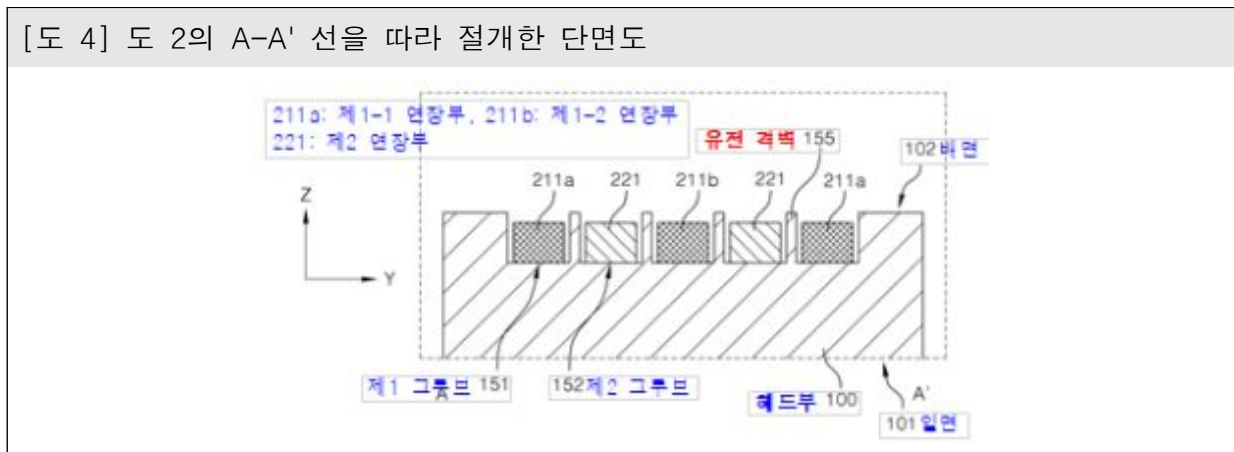 [도 4] 도 2의 A-A' 선을 따라 절개한 단면도
211a: 제1-1 연장부, 211b: 제1-2 연장부
221: 제2 연장부
유전 격벽 155
102 배면
211a 221 211b 221 211a
Z
Y
제1 그루브 151
152 제2 그루브
헤드부 100
A
A'
101 일면